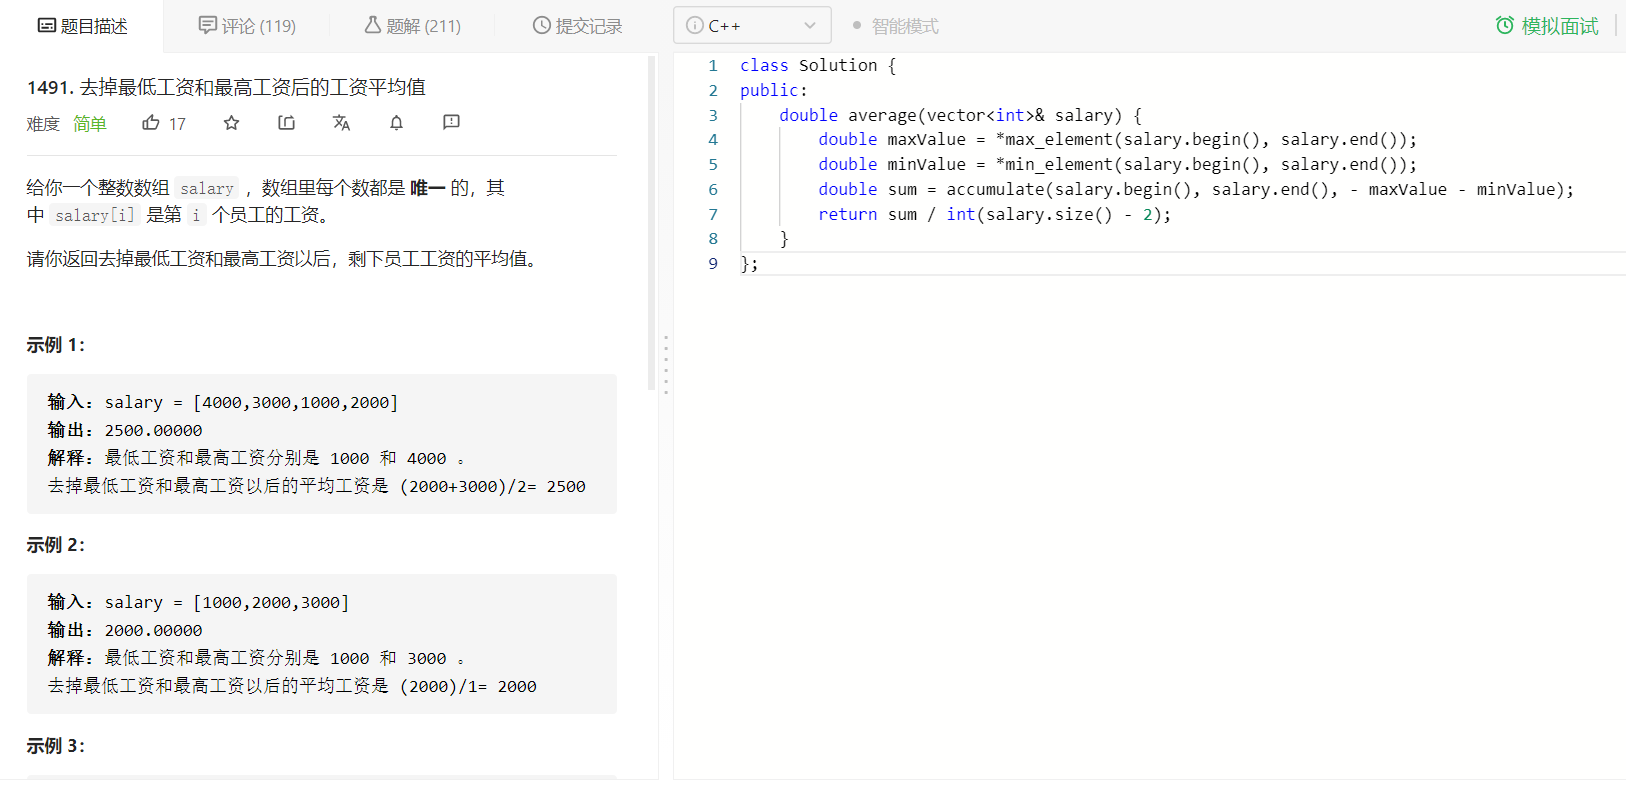 题目描述
评论 (119)
题解 (211)
提交记录
C++
智能模式
模拟面试
1491. 去掉最低工资和最高工资后的工资平均值
难度 简单 17
给你一个整数数组 salary ，数组里每个数都是 唯一 的，其
中 salary[i] 是第 i 个员工的工资。
请你返回去掉最低工资和最高工资以后，剩下员工工资的平均值。
示例 1：
输入：salary = [4000,3000,1000,2000]
输出：2500.00000
解释：最低工资和最高工资分别是 1000 和 4000 。
去掉最低工资和最高工资以后的平均工资是 (2000+3000)/2= 2500
示例 2：
输入：salary = [1000,2000,3000]
输出：2000.00000
解释：最低工资和最高工资分别是 1000 和 3000 。
去掉最低工资和最高工资以后的平均工资是 (2000)/1= 2000
示例 3：
1 class Solution {
2 public:
3     double average(vector<int>& salary) {
4         double maxValue = *max_element(salary.begin(), salary.end());
5         double minValue = *min_element(salary.begin(), salary.end());
6         double sum = accumulate(salary.begin(), salary.end(), - maxValue - minValue);
7         return sum / int(salary.size() - 2);
8     }
9 };